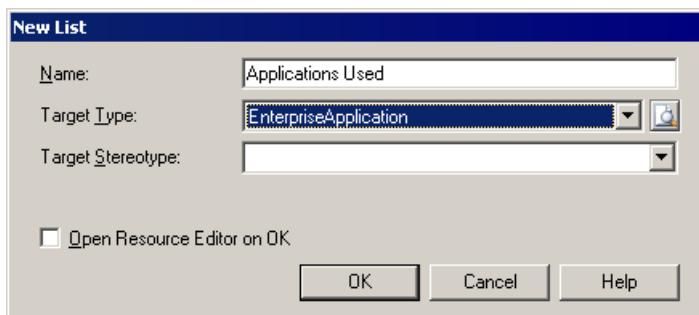 New List
Name: Applications Used
Target Type: EnterpriseApplication
Target Stereotype:
Open Resource Editor on OK
OK Cancel Help